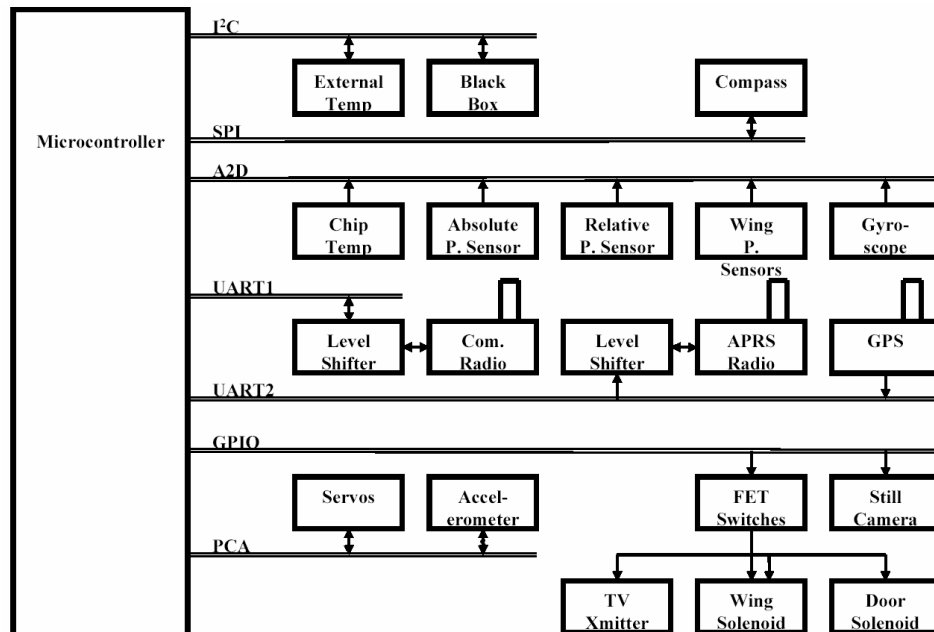 I²C
External
Temp
Black
Box
Compass
SPI
Microcontroller
A2D
Chip
Temp
Absolute
P. Sensor
Relative
P. Sensor
Wing
P.
Sensors
Gyro-
scope
UART1
Level
Shifter
Com.
Radio
Level
Shifter
APRS
Radio
GPS
UART2
GPIO
Servos
Accel-
erometer
FET
Switches
Still
Camera
PCA
TV
Xmitter
Wing
Solenoid
Door
Solenoid